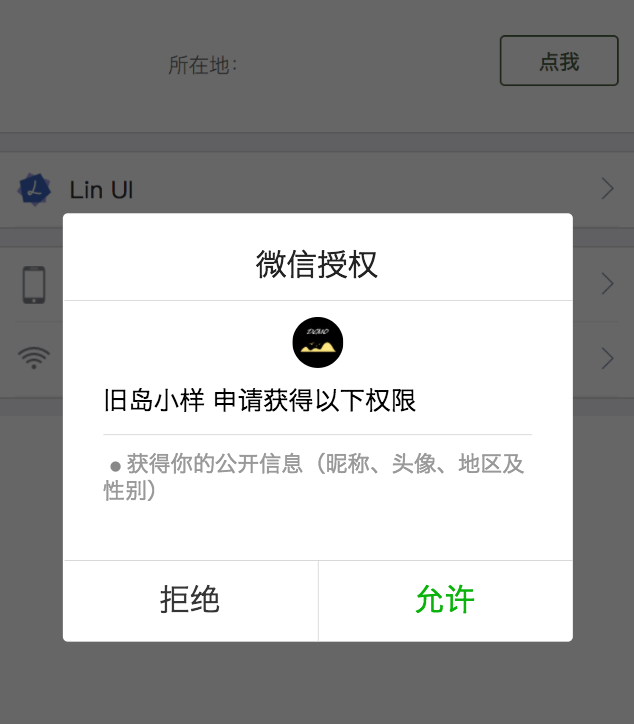 所在地：
点我
Lin UI
微信授权
DEMO
旧岛小样 申请获得以下权限
● 获得你的公开信息（昵称、头像、地区及
性别）
拒绝
允许